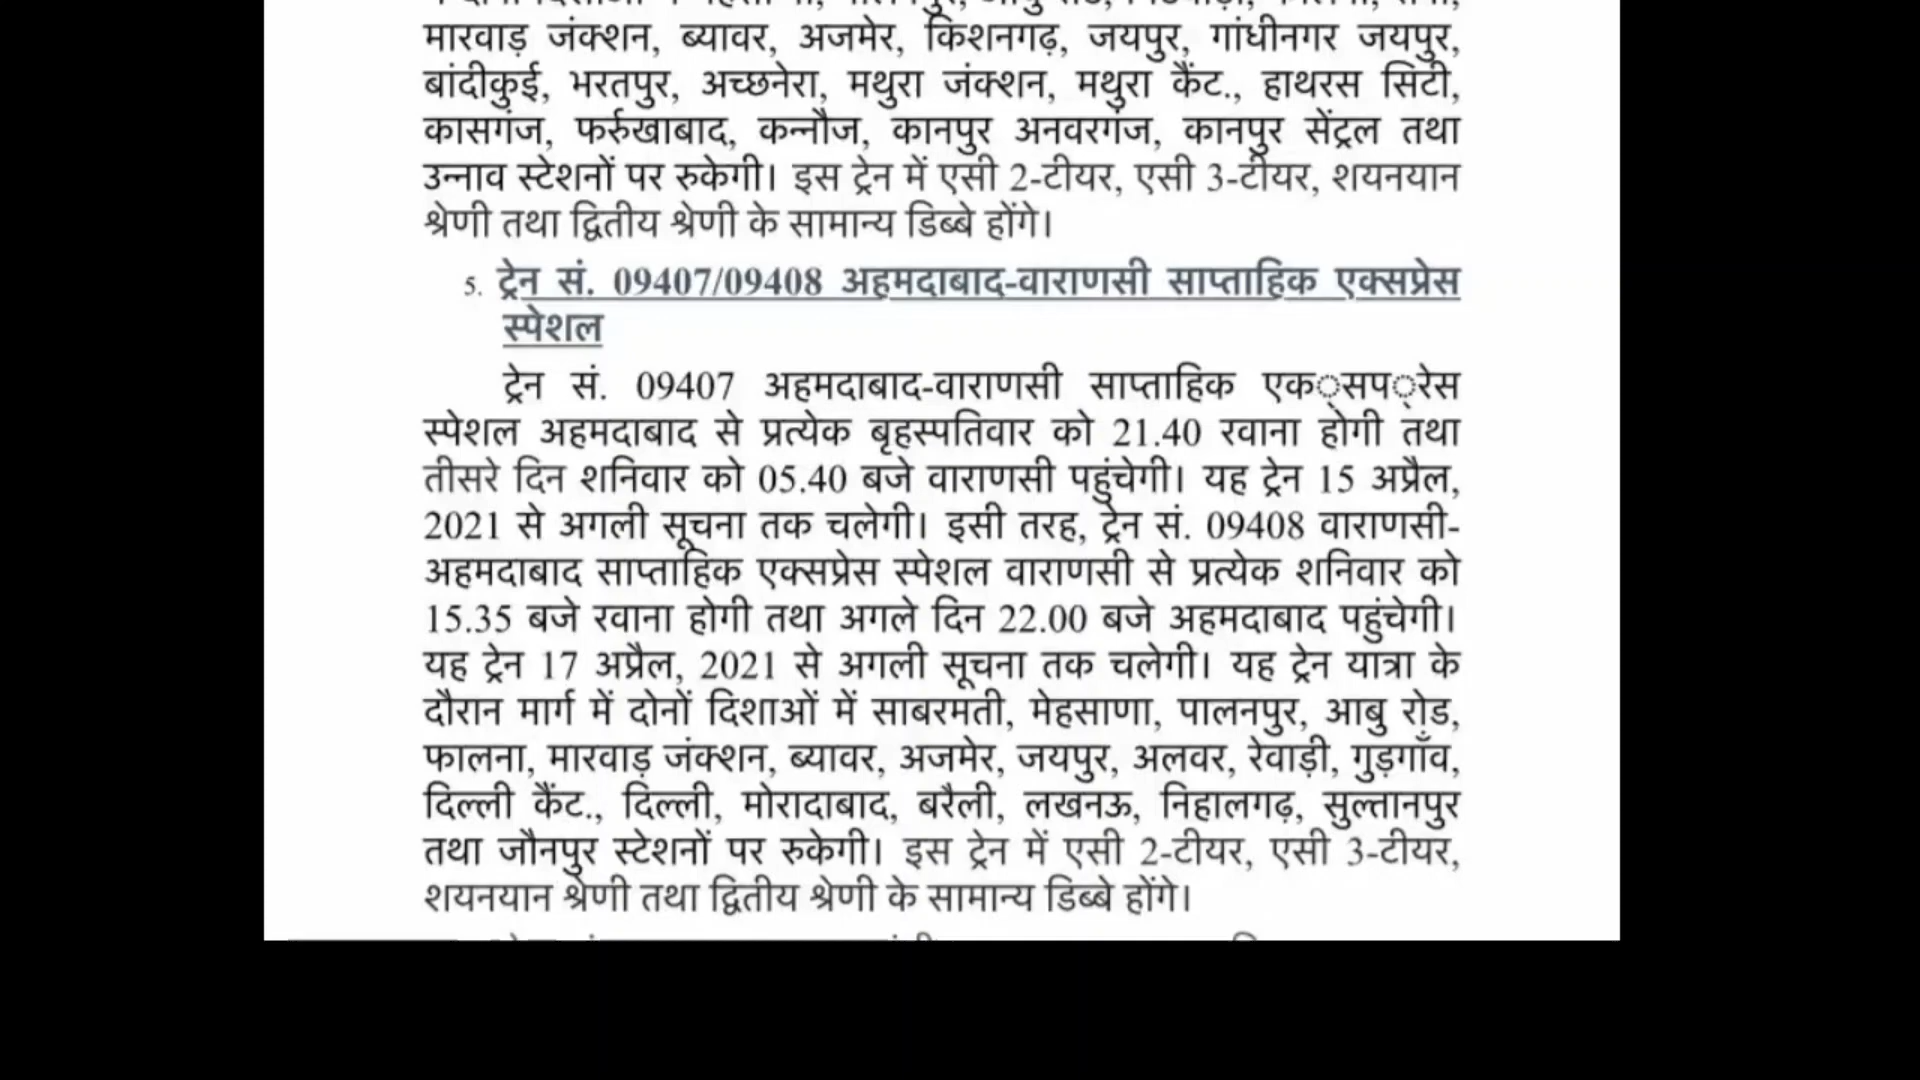 मारवाड़ जंक्शन, ब्यावर, अजमेर, किशनगढ़, जयपुर, गांधीनगर जयपुर,
बांदीकुई, भरतपुर, अच्छनेरा, मथुरा जंक्शन, मथुरा कैंट., हाथरस सिटी,
कासगंज, फर्रुखाबाद, कन्नौज, कानपुर अनवरगंज, कानपुर सेंट्रल तथा
उन्नाव स्टेशनों पर रुकेगी। इस ट्रेन में एसी 2-टीयर, एसी 3-टीयर, शयनयान
श्रेणी तथा द्वितीय श्रेणी के सामान्य डिब्बे होंगे।
5. ट्रेन सं. 09407/09408 अहमदाबाद-वाराणसी साप्ताहिक एक्सप्रेस
स्पेशल
ट्रेन सं. 09407 अहमदाबाद-वाराणसी साप्ताहिक एक◌्सप◌्रेस
स्पेशल अहमदाबाद से प्रत्येक बृहस्पतिवार को 21.40 रवाना होगी तथा
तीसरे दिन शनिवार को 05.40 बजे वाराणसी पहुंचेगी। यह ट्रेन 15 अप्रैल,
2021 से अगली सूचना तक चलेगी। इसी तरह, ट्रेन सं. 09408 वाराणसी-
अहमदाबाद साप्ताहिक एक्सप्रेस स्पेशल वाराणसी से प्रत्येक शनिवार को
15.35 बजे रवाना होगी तथा अगले दिन 22.00 बजे अहमदाबाद पहुंचेगी।
यह ट्रेन 17 अप्रैल, 2021 से अगली सूचना तक चलेगी। यह ट्रेन यात्रा के
दौरान मार्ग में दोनों दिशाओं में साबरमती, मेहसाणा, पालनपुर, आबु रोड,
फालना, मारवाड़ जंक्शन, ब्यावर, अजमेर, जयपुर, अलवर, रेवाड़ी, गुड़गाँव,
दिल्ली कैंट., दिल्ली, मोरादाबाद, बरैली, लखनऊ, निहालगढ़, सुल्तानपुर
तथा जौनपुर स्टेशनों पर रुकेगी। इस ट्रेन में एसी 2-टीयर, एसी 3-टीयर,
शयनयान श्रेणी तथा द्वितीय श्रेणी के सामान्य डिब्बे होंगे।